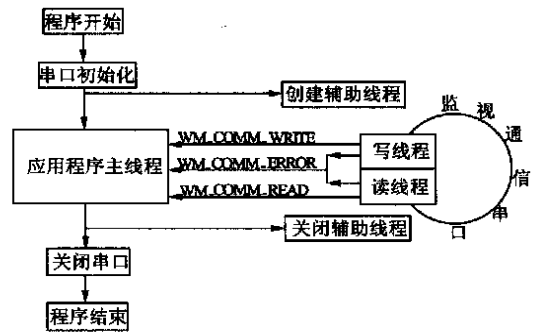 程序开始
串口初始化
创建辅助线程
应用程序主线程
WM_COMM_WRITE
WM_COMM_ERROR
WM_COMM_READ
写线程
读线程
监视通信串口
关闭辅助线程
关闭串口
程序结束